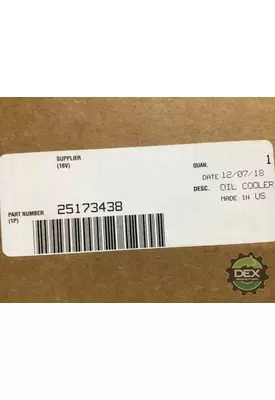 SUPPLIER
(18V)
QUAN. 1
DATE 12/07/18
DESC. OIL COOLER
MADE IN US
PART NUMBER
(1P)
25173438
DEX